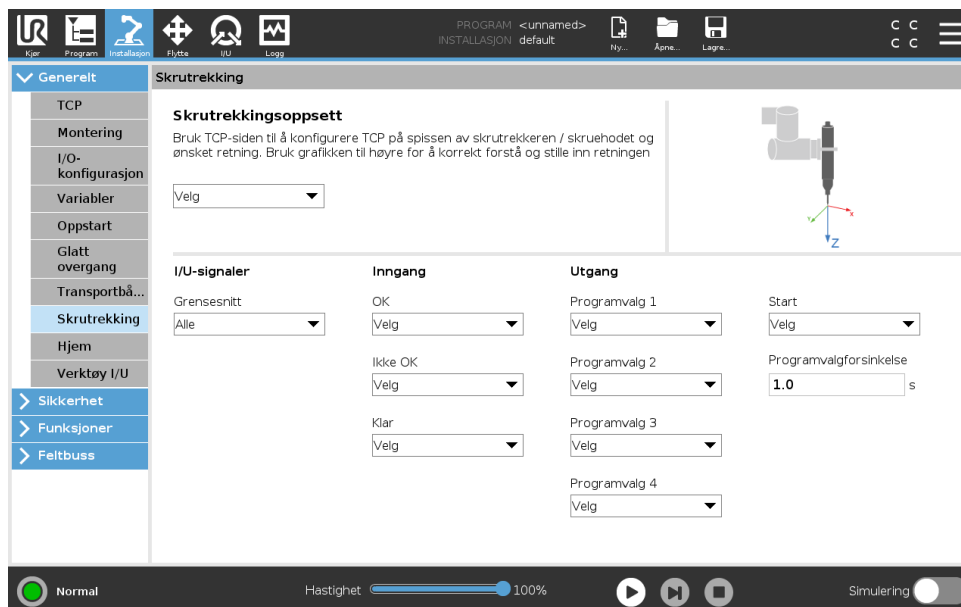 PROGRAM <unnamed>
INSTALLASJON default
Kjør
Program
Installasjon
Flytte
I/U
Logg
Ny...
Åpne...
Lagre...
C C
C C
Generelt
TCP
Montering
I/O-
konfigurasjon
Variabler
Oppstart
Glatt
overgang
Transportbå...
Skrutrekking
Hjem
Verktøy I/U
Sikkerhet
Funksjoner
Feltbuss
Skrutrekking
Skrutrekkingsoppsett
Bruk TCP-siden til å konfigurere TCP på spissen av skrutrekkeren / skruehodet og
ønsket retning. Bruk grafikken til høyre for å korrekt forstå og stille inn retningen
Velg
Y
X
Z
I/U-signaler
Grensesnitt
Alle
Inngang
OK
Velg
Ikke OK
Velg
Klar
Velg
Utgang
Programvalg 1
Velg
Programvalg 2
Velg
Programvalg 3
Velg
Programvalg 4
Velg
Start
Velg
Programvalgforsinkelse
1.0 s
Normal
Hastighet 100%
Simulering